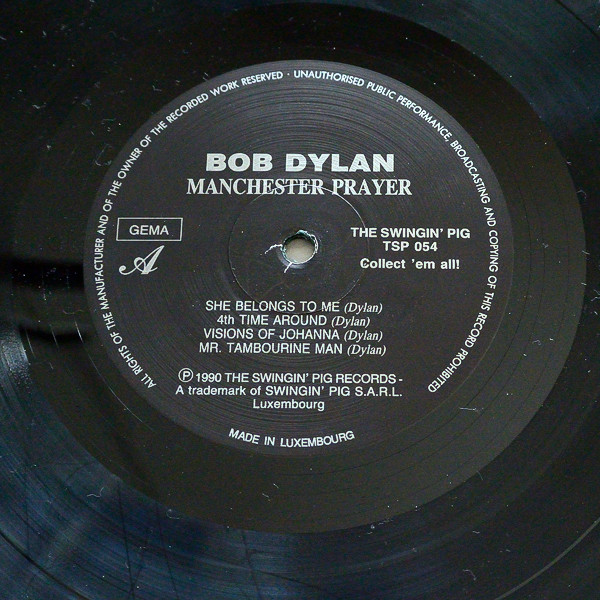 ALL RIGHTS OF THE MANUFACTURER AND OF THE OWNER OF THE RECORDED WORK RESERVED · UNAUTHORISED PUBLIC PERFORMANCE, BROADCASTING AND COPYING OF THIS RECORD PROHIBITED
BOB DYLAN
MANCHESTER PRAYER
GEMA
A
THE SWINGIN' PIG
TSP 054
Collect 'em all!
SHE BELONGS TO ME (Dylan)
4th TIME AROUND (Dylan)
VISIONS OF JOHANNA (Dylan)
MR. TAMBOURINE MAN (Dylan)
Ⓟ 1990 THE SWINGIN' PIG RECORDS -
A trademark of SWINGIN' PIG S.A.R.L.
Luxembourg
MADE IN LUXEMBOURG